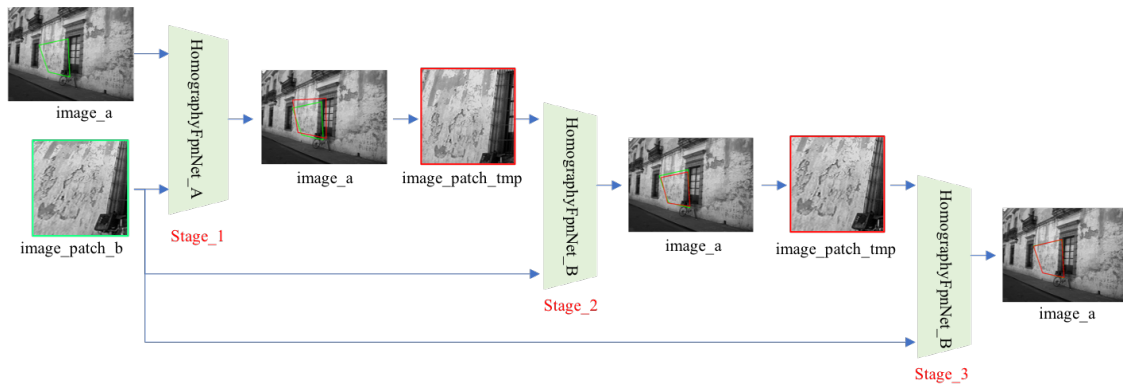 image_a
HomographyFpnNet_A
image_patch_b
Stage_1
image_a
image_patch_tmp
HomographyFpnNet_B
Stage_2
image_a
image_patch_tmp
HomographyFpnNet_B
Stage_3
image_a